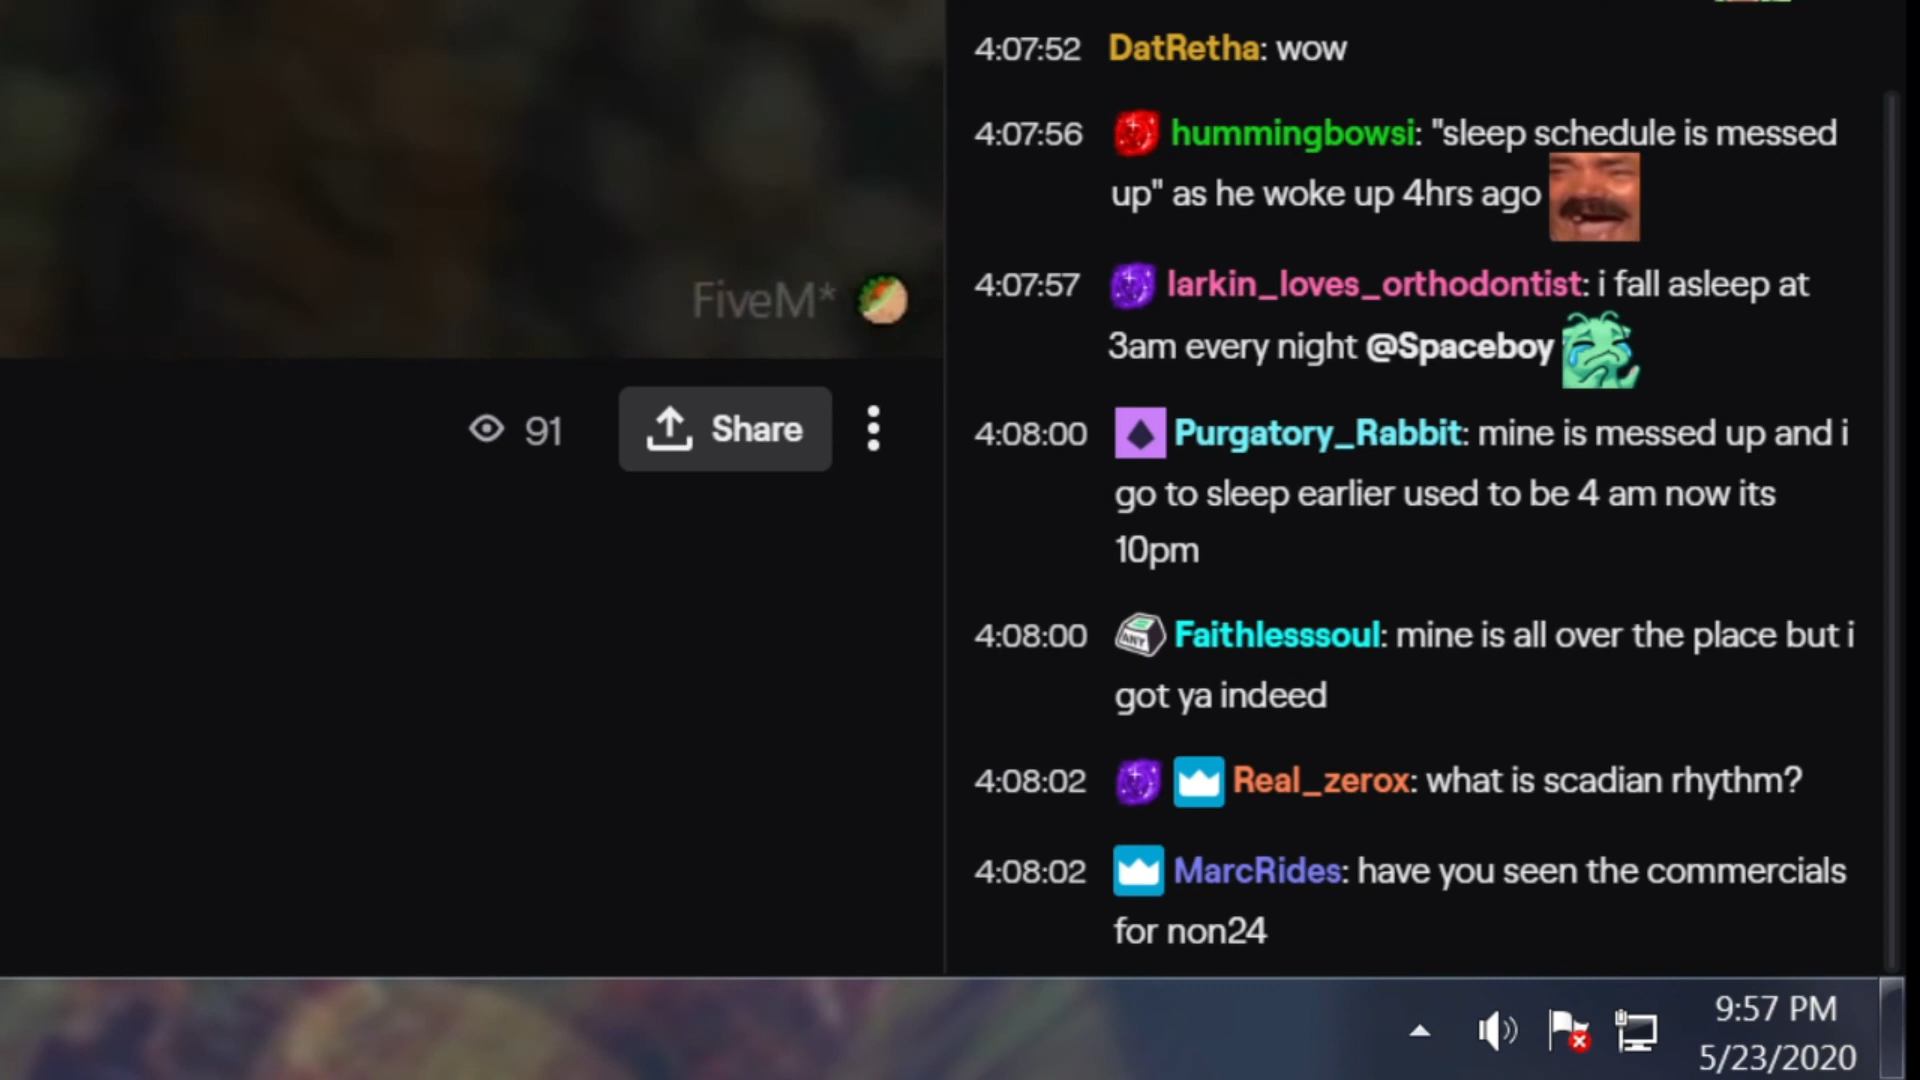 4:07:52 DatRetha: wow
4:07:56 hummingbowsi: "sleep schedule is messed
up" as he woke up 4hrs ago
4:07:57 larkin_loves_orthodontist: i fall asleep at
3am every night @Spaceboy
FiveM*
91 Share
4:08:00 Purgatory_Rabbit: mine is messed up and i
go to sleep earlier used to be 4 am now its
10pm
4:08:00 ANY Faithlesssoul: mine is all over the place but i
got ya indeed
4:08:02 Real_zerox: what is scadian rhythm?
4:08:02 MarcRides: have you seen the commercials
for non24
9:57 PM
5/23/2020